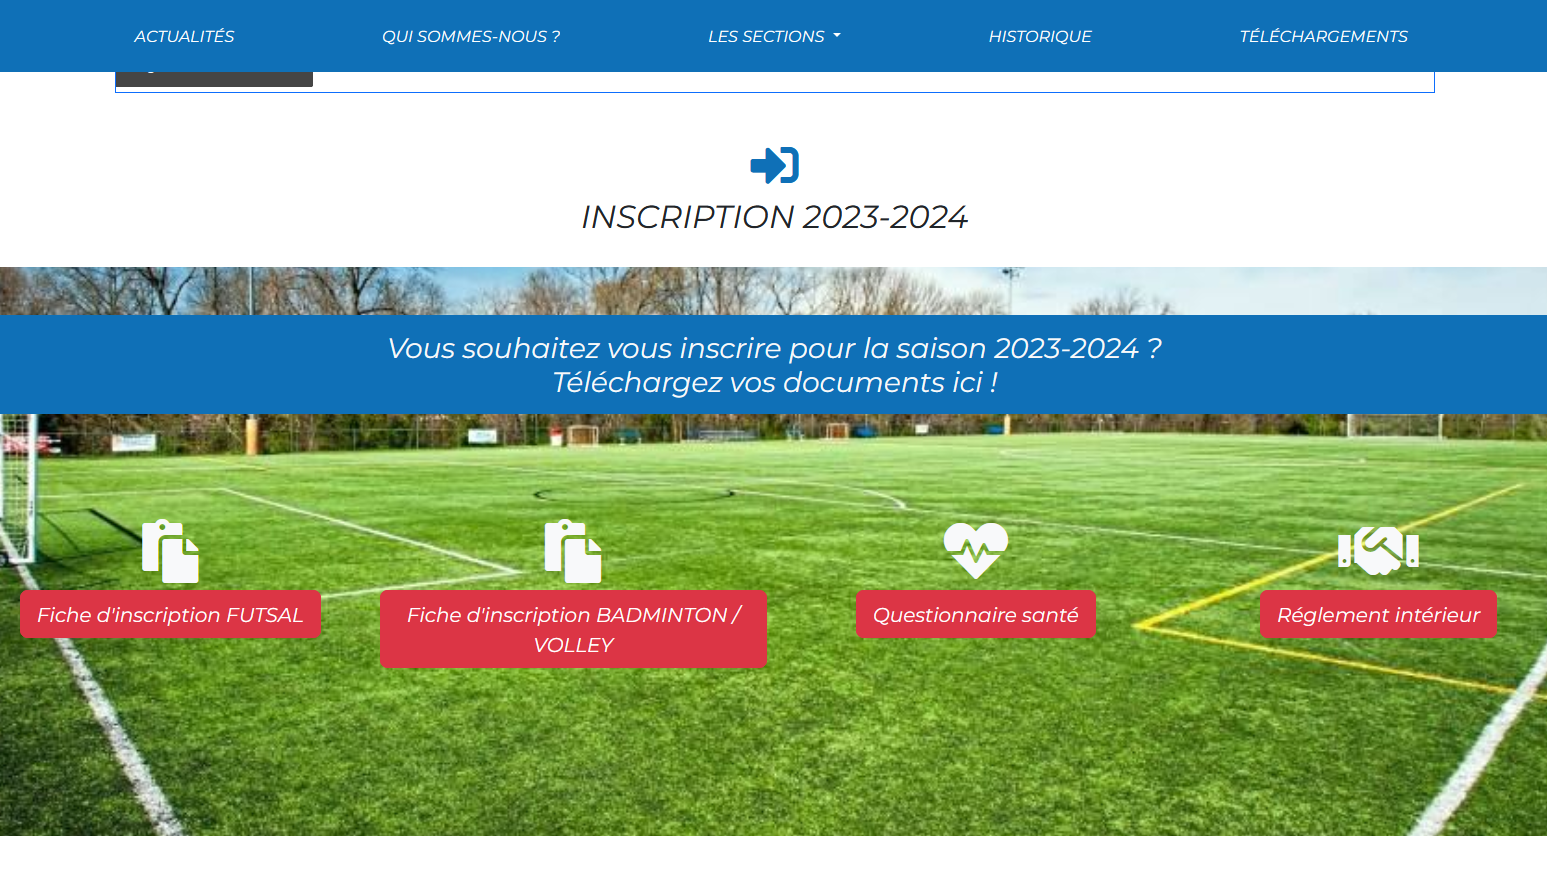 ACTUALITÉS
QUI SOMMES-NOUS ?
LES SECTIONS
HISTORIQUE
TÉLÉCHARGEMENTS
INSCRIPTION 2023-2024
Vous souhaitez vous inscrire pour la saison 2023-2024 ?
Téléchargez vos documents ici !
Fiche d'inscription FUTSAL
Fiche d'inscription BADMINTON /
VOLLEY
Questionnaire santé
Réglement intérieur